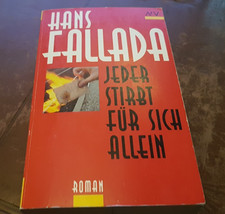 HANS
FALLADA
JEDER
STIRBT
FÜR SICH
ALLEIN
ROMAN